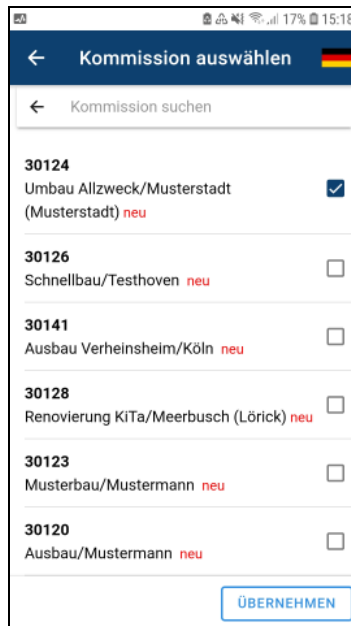 17% 15:18
Kommission auswählen
Kommission suchen
30124
Umbau Allzweck/Musterstadt
(Musterstadt) neu
30126
Schnellbau/Testhoven neu
30141
Ausbau Verheinsheim/Köln neu
30128
Renovierung KiTa/Meerbusch (Lörick) neu
30123
Musterbau/Mustermann neu
30120
Ausbau/Mustermann neu
ÜBERNEHMEN